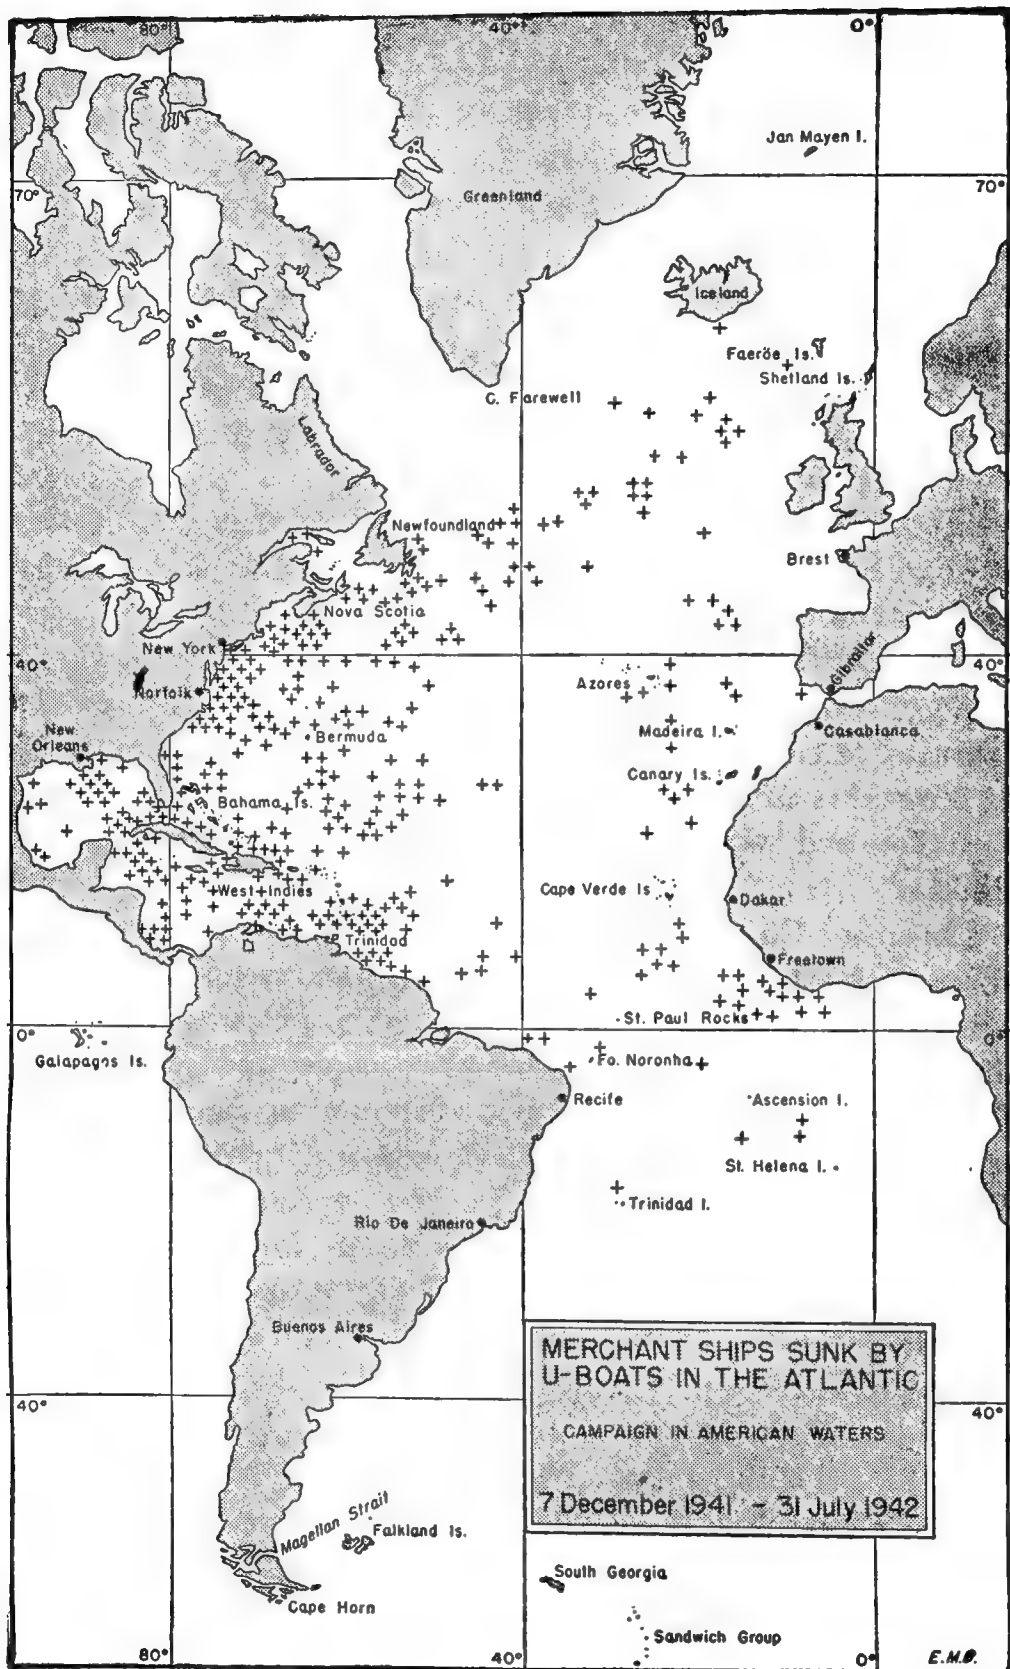 80°
40°
0°
Jan Mayen I.
70°
70°
Greenland
Iceland
Faeröe Is.
Shetland Is.
C. Farewell
Labrador
Newfoundland
Brest
Nova Scotia
New York
40°
40°
Gibraltar
Azores
Norfolk
New
Orleans
Bermuda
Madeira I.
Casablanca
Canary Is.
Bahama Is.
West Indies
Cape Verde Is
Dakar
Trinidad
Freetown
St. Paul Rocks
0°
0°
Galapagos Is.
Fo. Noronha
Recife
Ascension I.
St. Helena I.
Trinidad I.
Rio De Janeiro
Buenos Aires
MERCHANT SHIPS SUNK BY
U-BOATS IN THE ATLANTIC
CAMPAIGN IN AMERICAN WATERS
7 December 1941 - 31 July 1942
40°
40°
Magellan Strait
Falkland Is.
Cape Horn
South Georgia
Sandwich Group
80°
40°
0°
E.M.B.